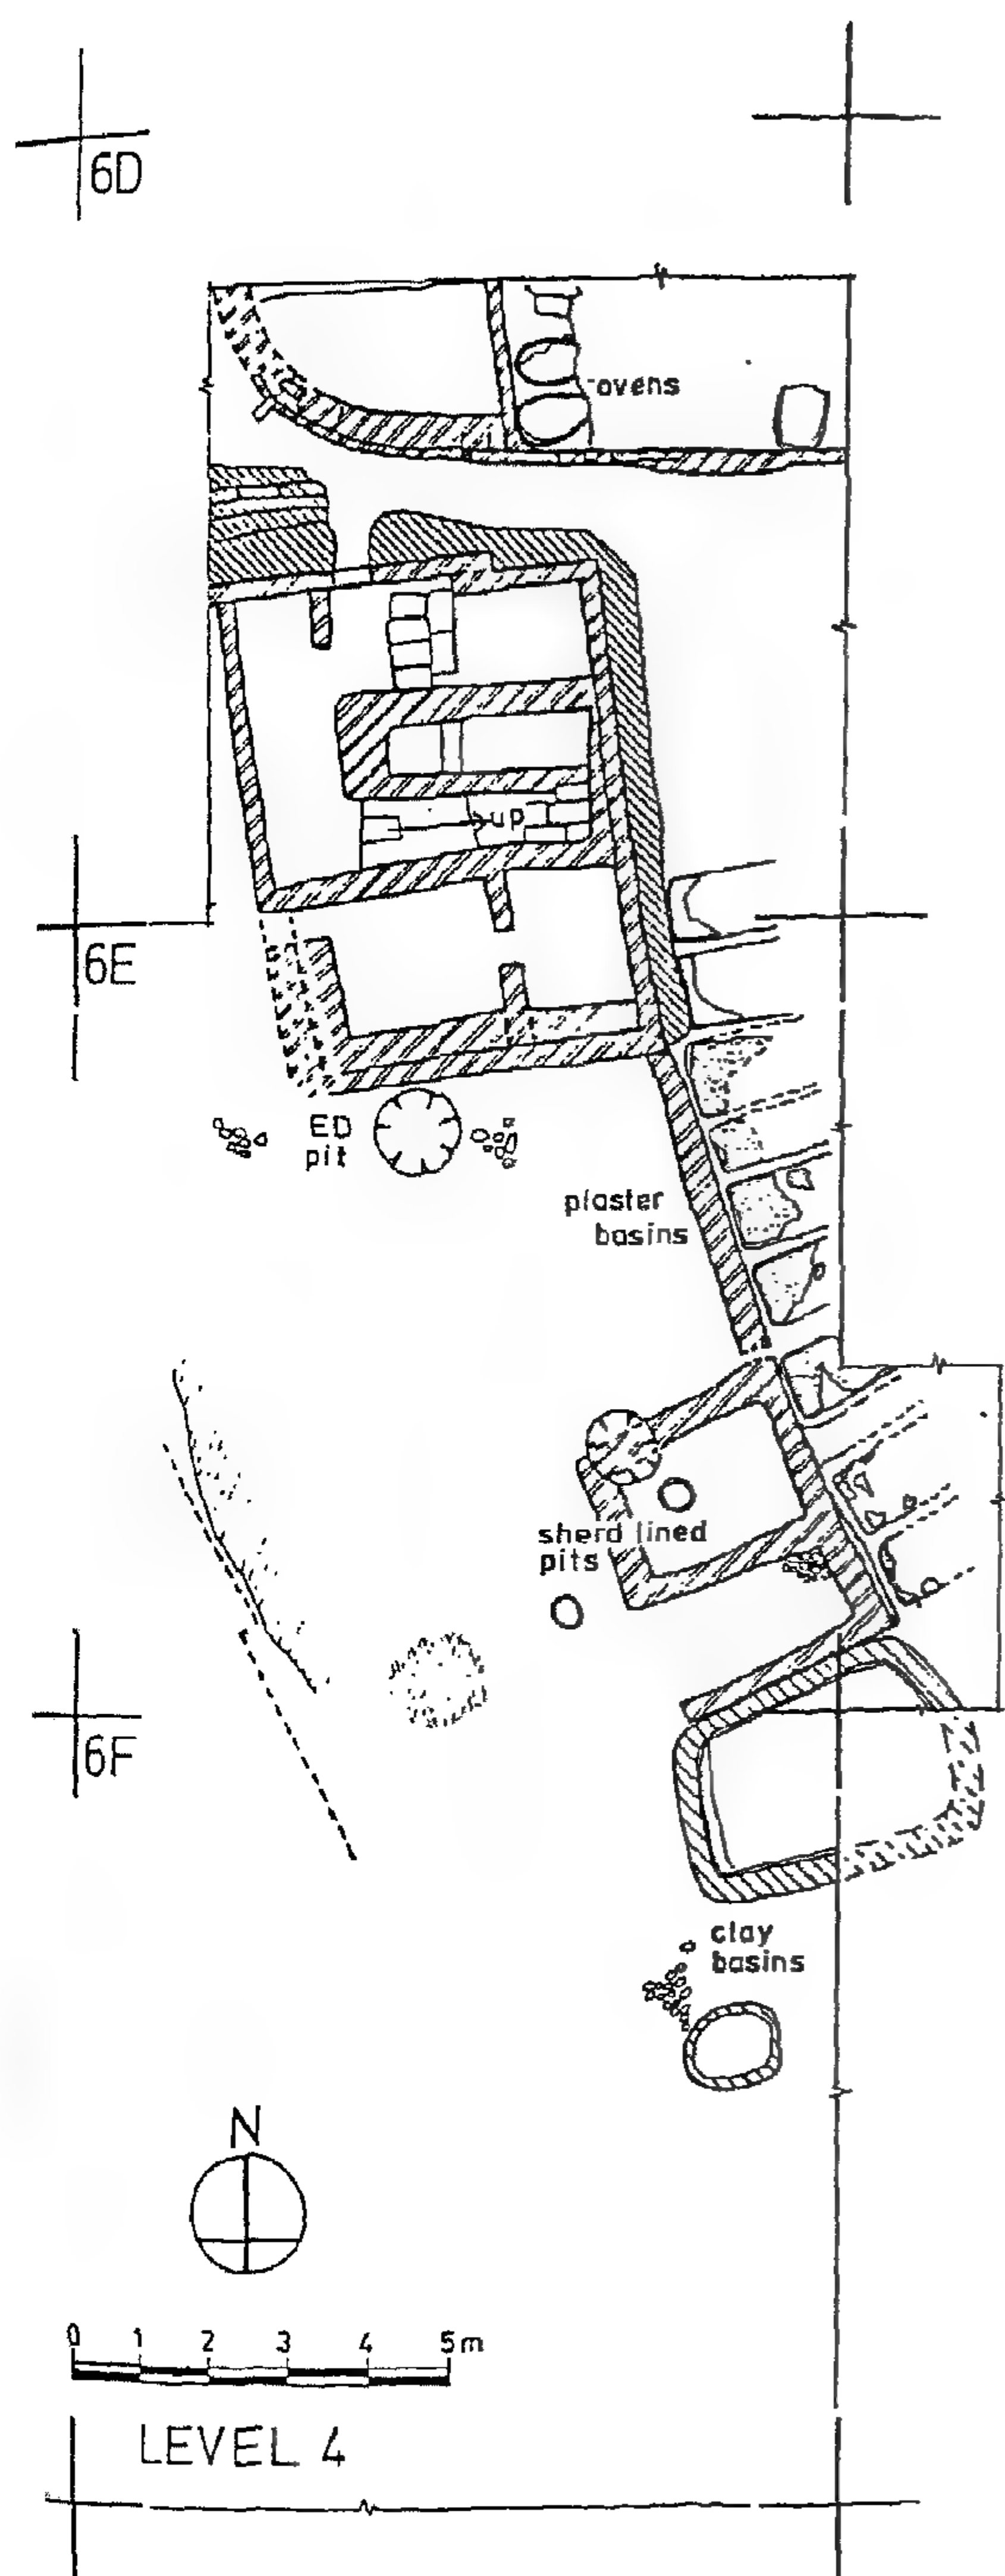 6D
ovens
up
6E
ED
pit
plaster
basins
sherd lined
pits
6F
clay
basins
N
0 1 2 3 4 5m
LEVEL 4